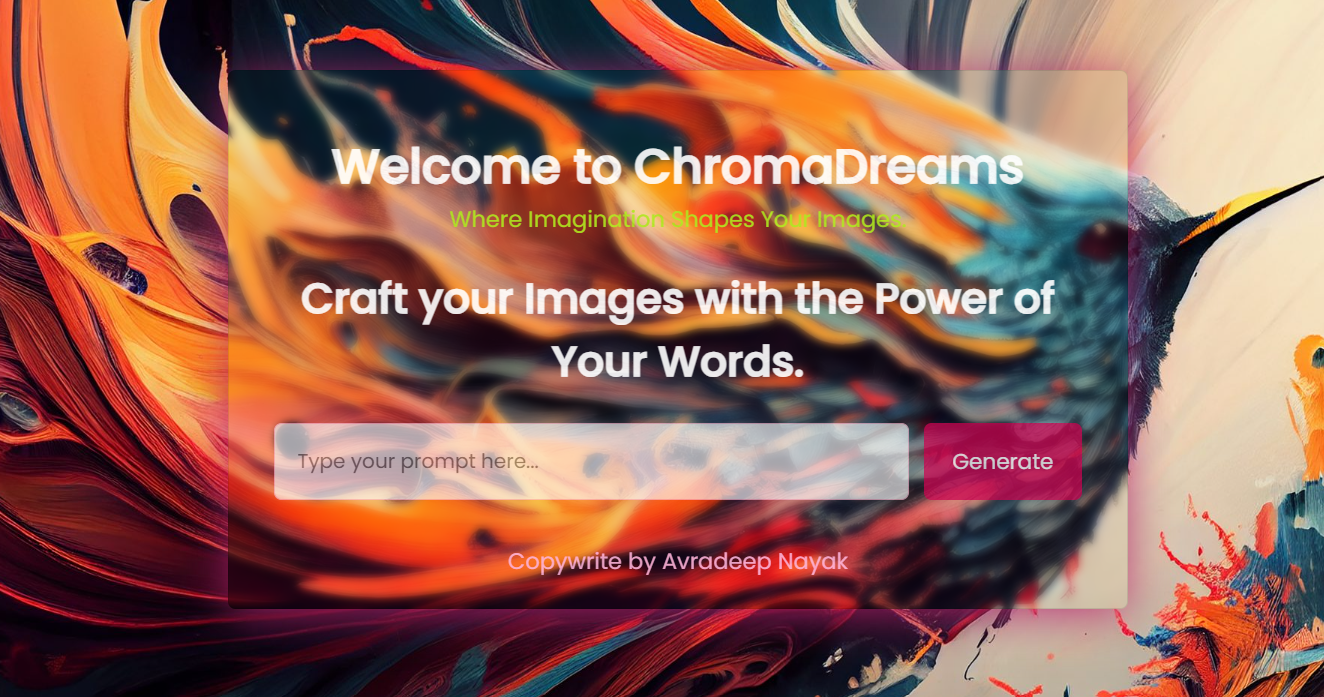 Welcome to ChromaDreams
Where Imagination Shapes Your Images.
Craft your Images with the Power of
Your Words.
Type your prompt here...
Generate
Copywrite by Avradeep Nayak